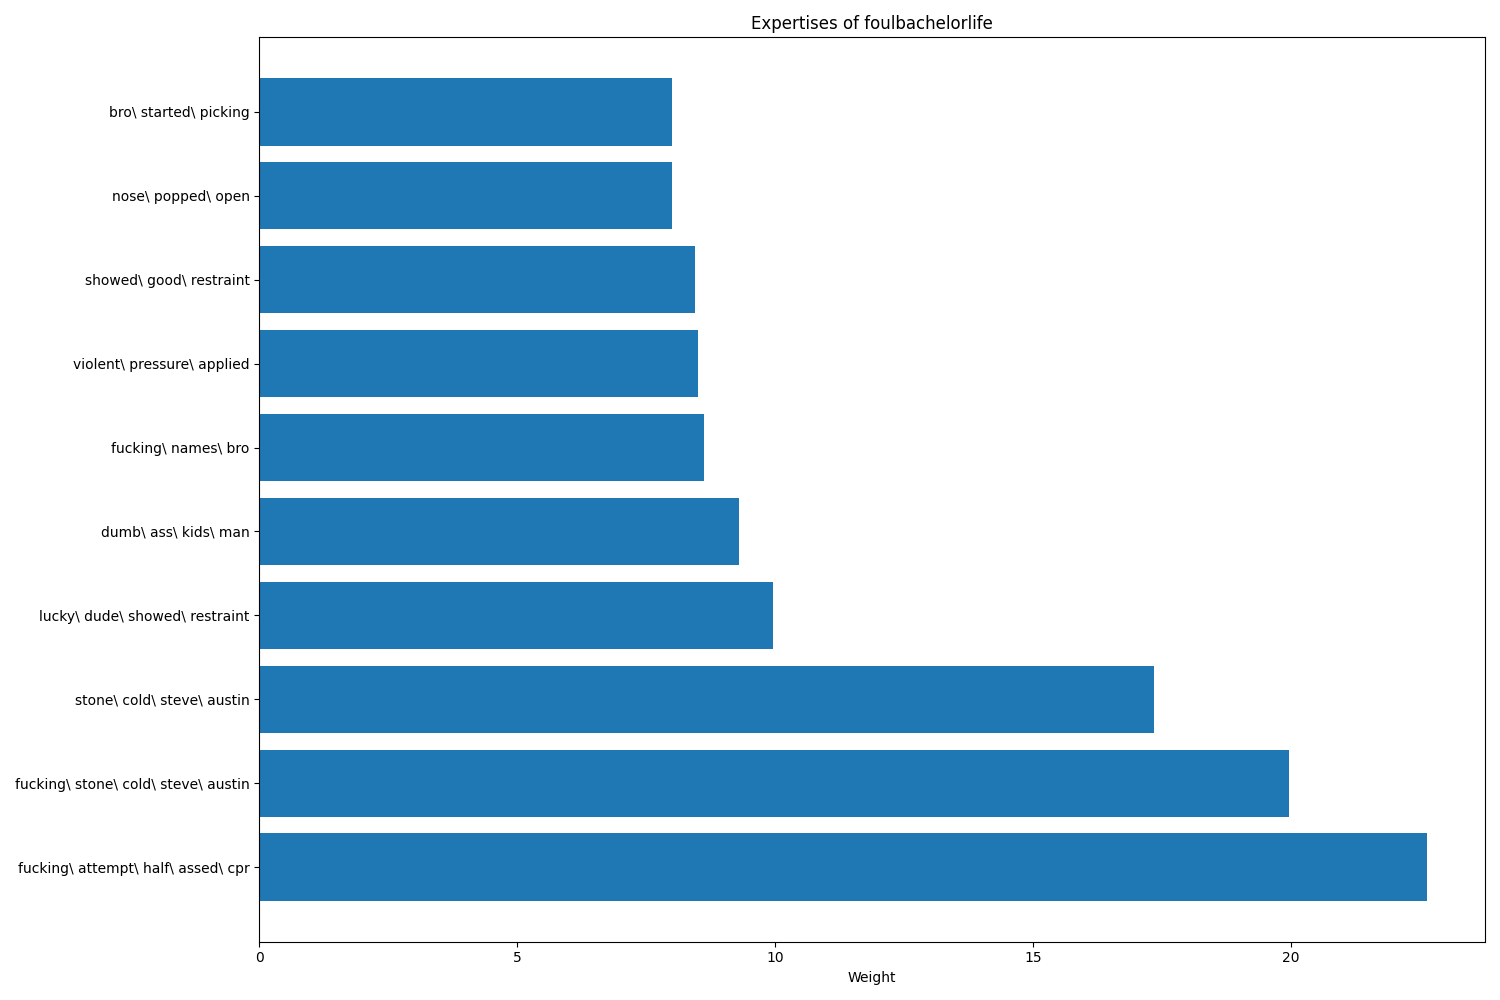 Expertises of foulbachelorlife
bro\ started\ picking
nose\ popped\ open
showed\ good\ restraint
violent\ pressure\ applied
fucking\ names\ bro
dumb\ ass\ kids\ man
lucky\ dude\ showed\ restraint
stone\ cold\ steve\ austin
fucking\ stone\ cold\ steve\ austin
fucking\ attempt\ half\ assed\ cpr
0 5 10 15 20
Weight